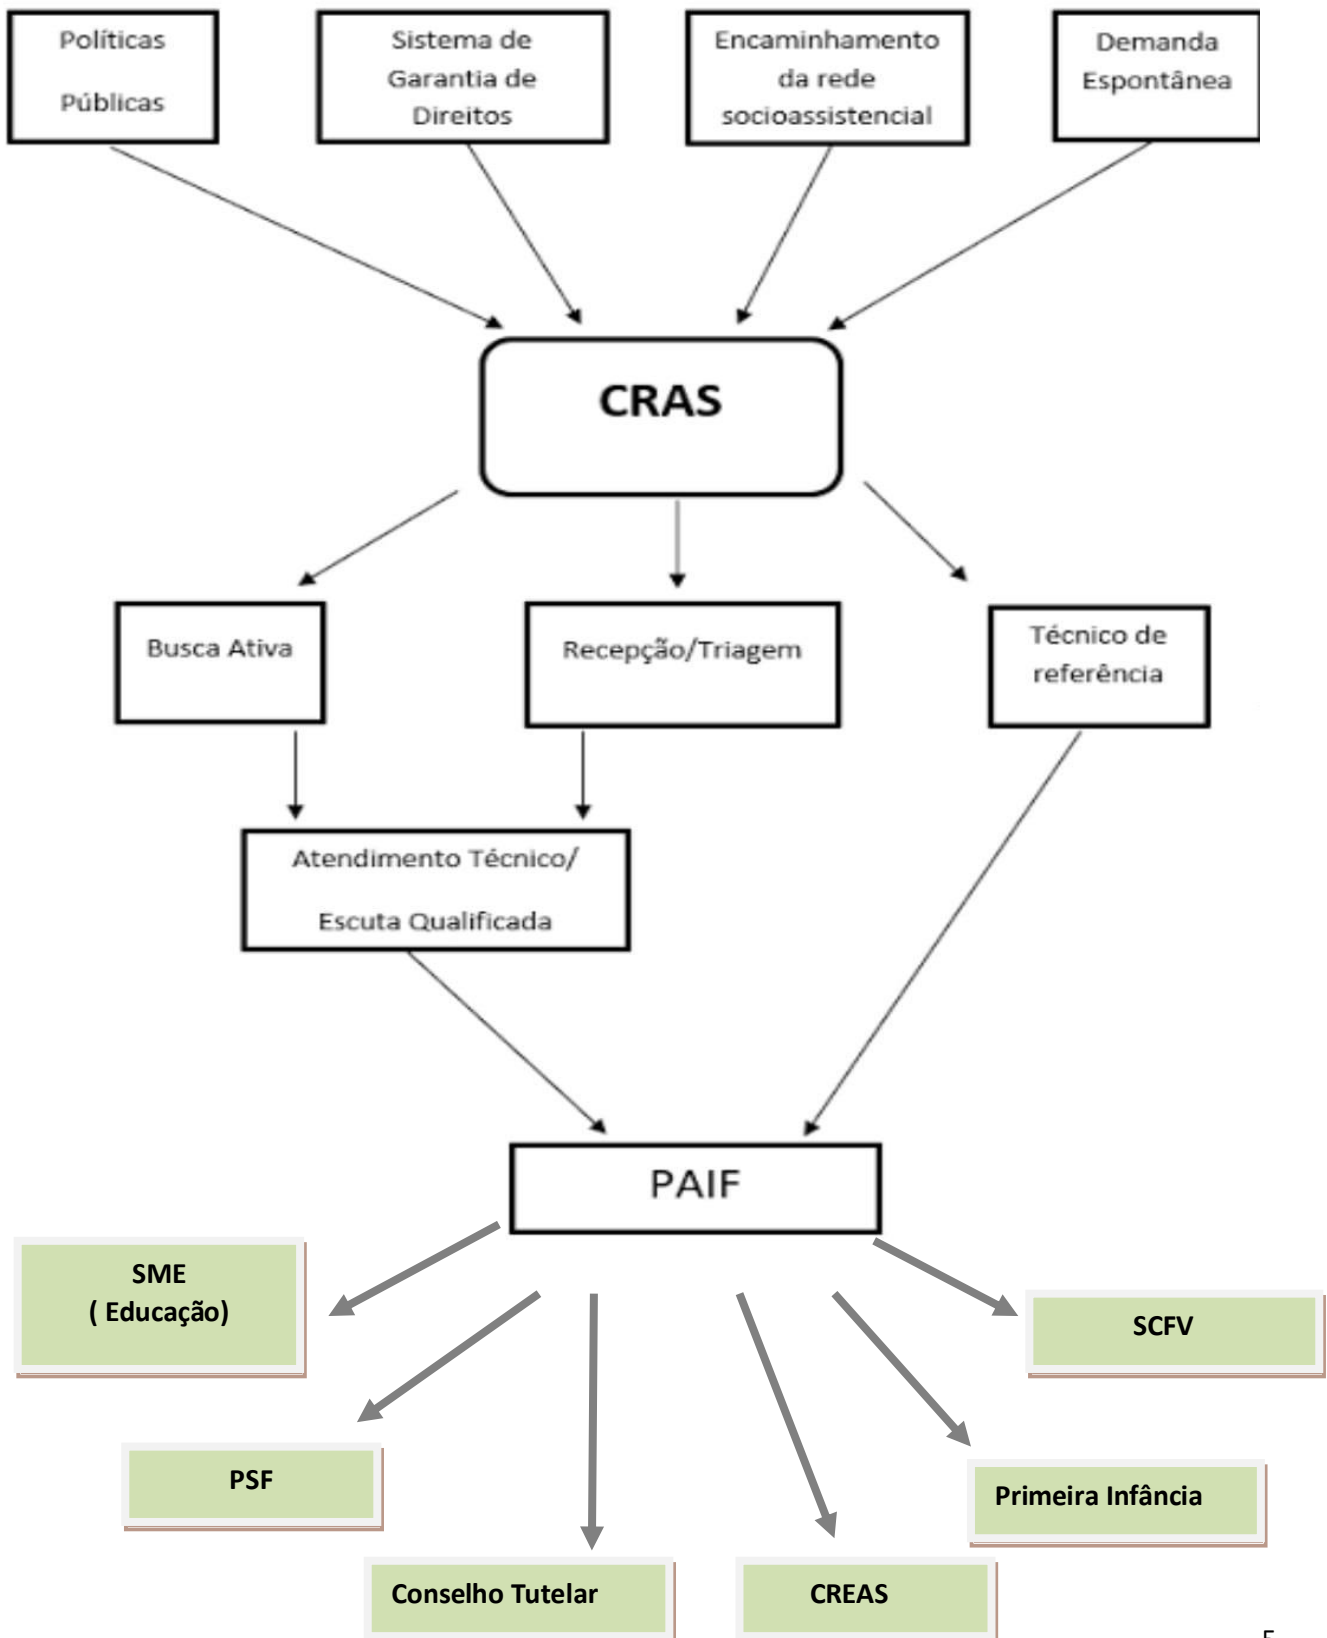 Políticas
Públicas
Sistema de
Garantia de
Direitos
Encaminhamento
da rede
socioassistencial
Demanda
Espontânea
CRAS
Busca Ativa
Recepção/Triagem
Técnico de
referência
Atendimento Técnico/
Escuta Qualificada
PAIF
SME
( Educação)
SCFV
PSF
Primeira Infância
Conselho Tutelar
CREAS